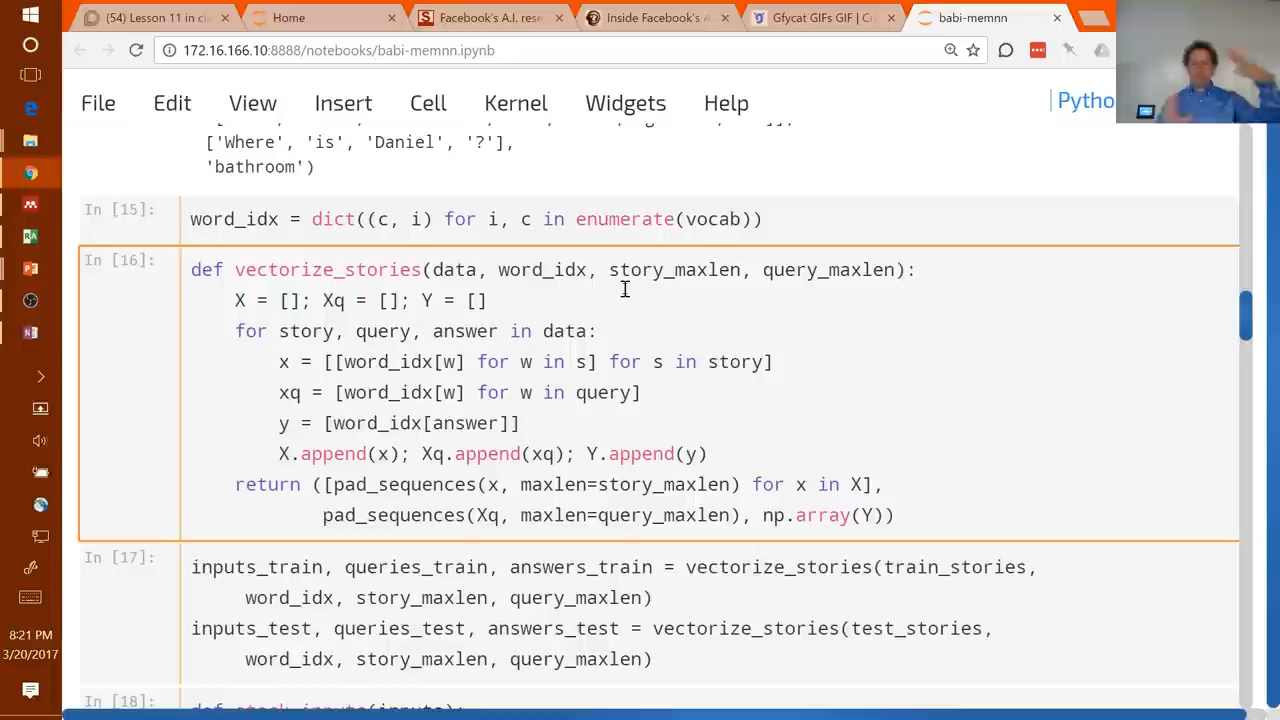 (54) Lesson 11 in cl
Home
Facebook's A.I. rese
Inside Facebook's A
Gfycat GIFs GIF | Cr
babi-memnn
172.16.166.10:8888/notebooks/babi-memnn.ipynb
File Edit View Insert Cell Kernel Widgets Help Pytho
['Where', 'is', 'Daniel', '?'],
'bathroom')
In [15]:
word_idx = dict((c, i) for i, c in enumerate(vocab))
In [16]:
def vectorize_stories(data, word_idx, story_maxlen, query_maxlen):
X = []; Xq = []; Y = []
for story, query, answer in data:
x = [[word_idx[w] for w in s] for s in story]
xq = [word_idx[w] for w in query]
y = [word_idx[answer]]
X.append(x); Xq.append(xq); Y.append(y)
return ([pad_sequences(x, maxlen=story_maxlen) for x in X],
pad_sequences(Xq, maxlen=query_maxlen), np.array(Y))
In [17]:
inputs_train, queries_train, answers_train = vectorize_stories(train_stories,
word_idx, story_maxlen, query_maxlen)
inputs_test, queries_test, answers_test = vectorize_stories(test_stories,
word_idx, story_maxlen, query_maxlen)
In [18]:
def stack_inputs(inputs):
8:21 PM
3/20/2017